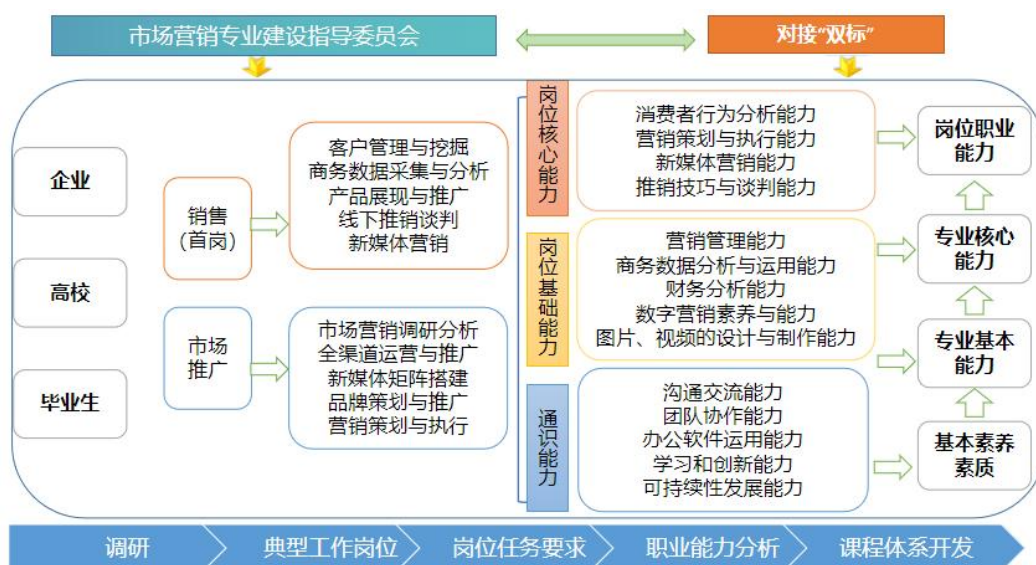 市场营销专业建设指导委员会
对接“双标”
企业
高校
毕业生
销售
（首岗）
市场
推广
客户管理与挖掘
商务数据采集与分析
产品展现与推广
线下推销谈判
新媒体营销
市场营销调研分析
全渠道运营与推广
新媒体矩阵搭建
品牌策划与推广
营销策划与执行
岗位核心能力
消费者行为分析能力
营销策划与执行能力
新媒体营销能力
推销技巧与谈判能力
岗位基础能力
营销管理能力
商务数据分析与运用能力
财务分析能力
数字营销素养与能力
图片、视频的设计与制作能力
通识能力
沟通交流能力
团队协作能力
办公软件运用能力
学习和创新能力
可持续性发展能力
岗位职业
能力
专业核心
能力
专业基本
能力
基本素养
素质
调研
典型工作岗位
岗位任务要求
职业能力分析
课程体系开发